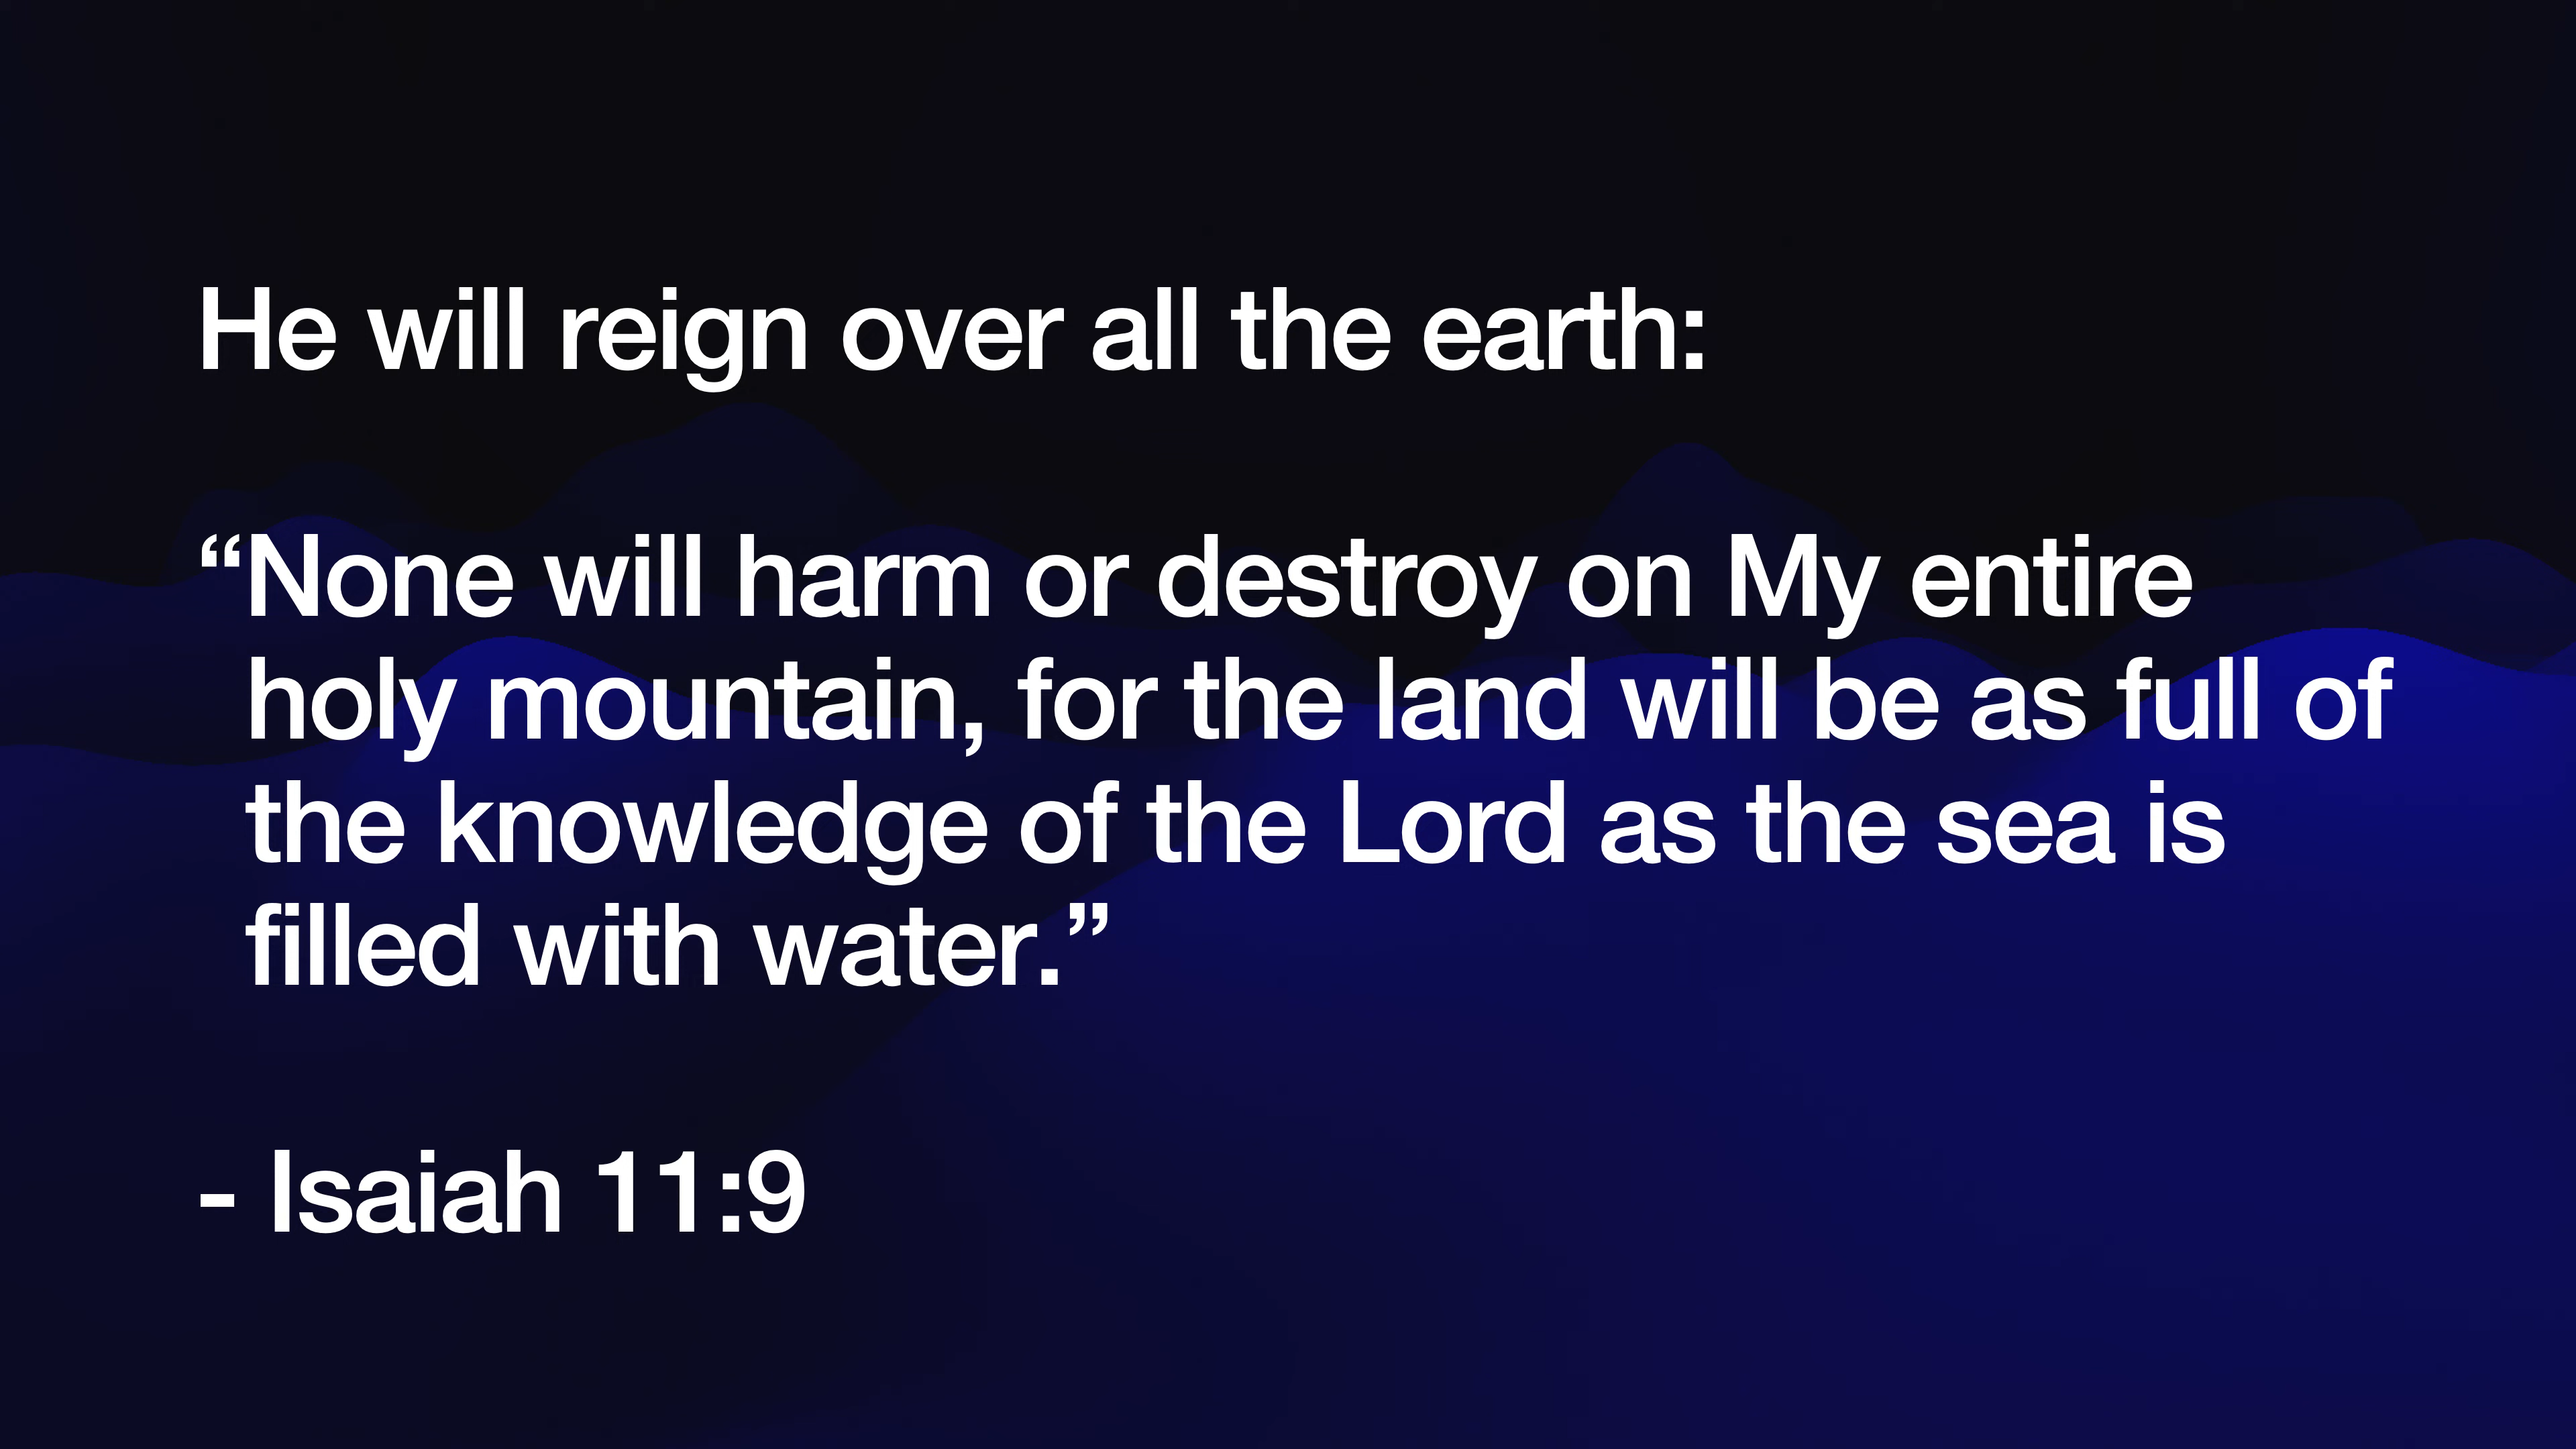 He will reign over all the earth:
“None will harm or destroy on My entire
holy mountain, for the land will be as full of
the knowledge of the Lord as the sea is
filled with water.”
- Isaiah 11:9